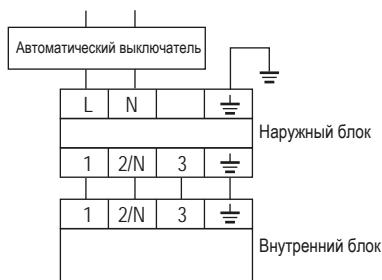 Автоматический выключатель
L N
Наружный блок
1 2/N 3
1 2/N 3
Внутренний блок